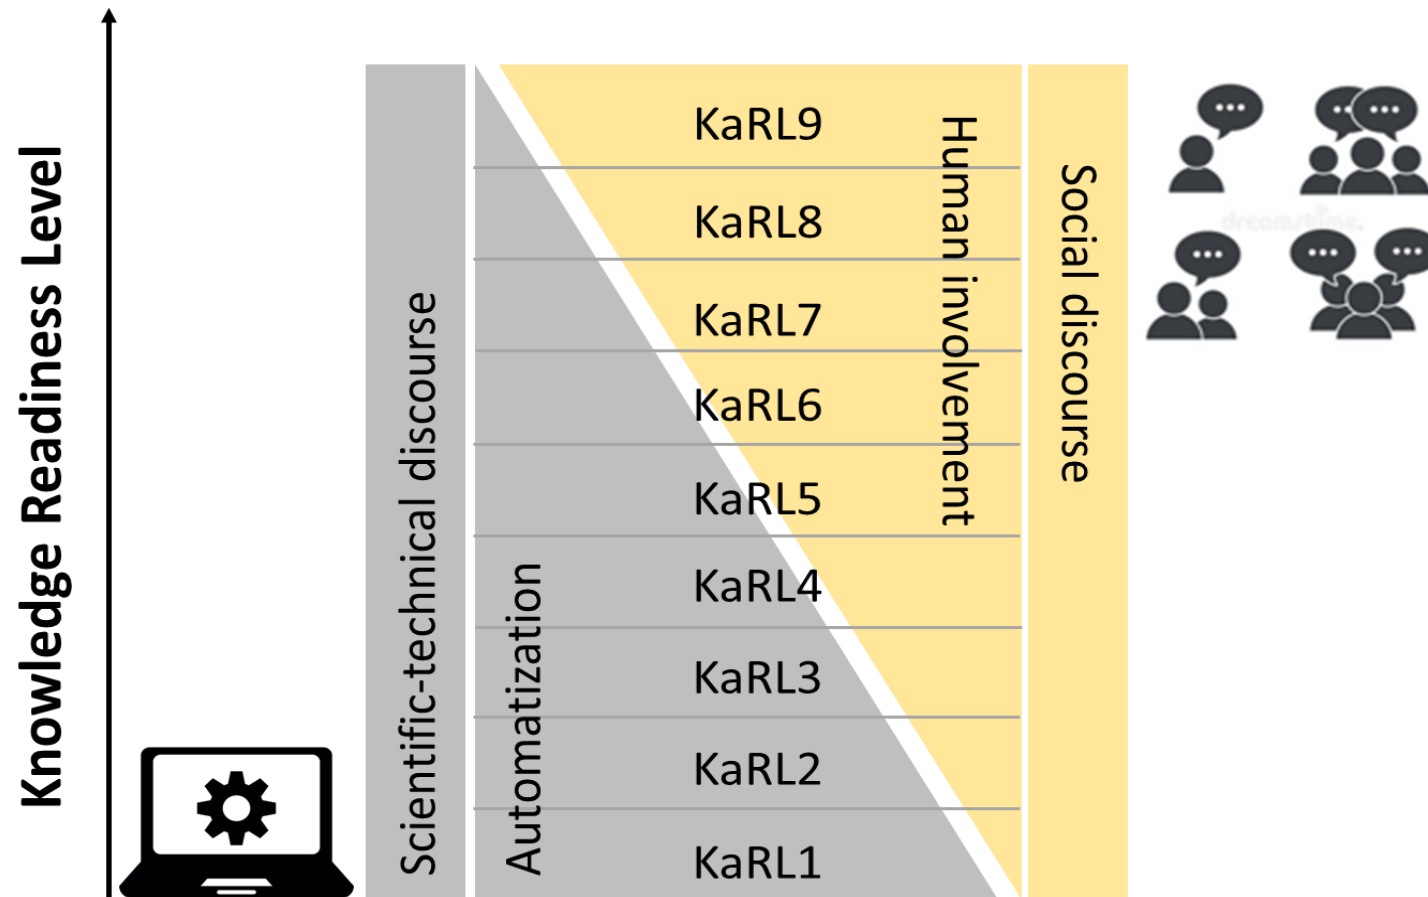 Knowledge Readiness Level
Scientific-technical discourse
Automatization
KaRL9
KaRL8
KaRL7
KaRL6
KaRL5
KaRL4
KaRL3
KaRL2
KaRL1
Human involvement
Social discourse
dreamstime.